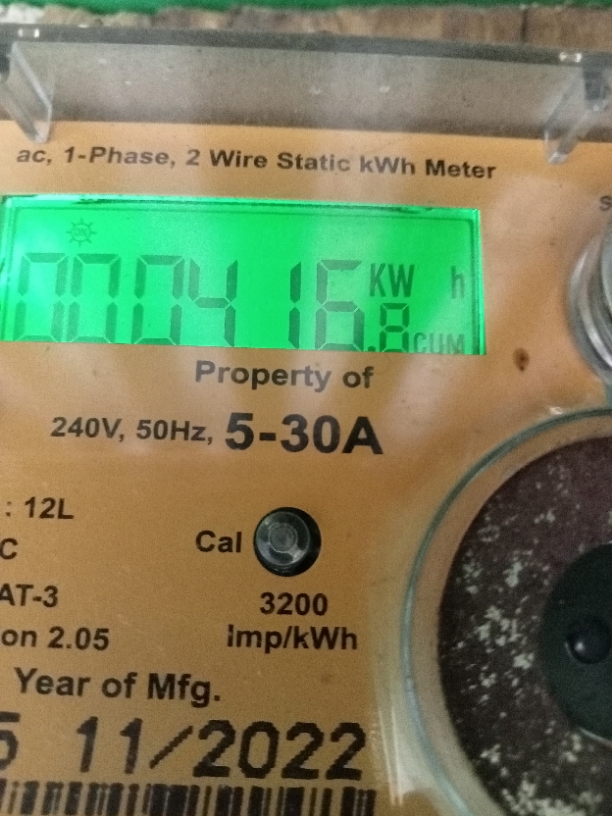 ac, 1-Phase, 2 Wire Static kWh Meter
000416.8 KW h
CUM
Property of
240V, 50Hz, 5-30A
: 12L
C
Cal
AT-3
3200
on 2.05
Imp/kWh
Year of Mfg.
5 11/2022